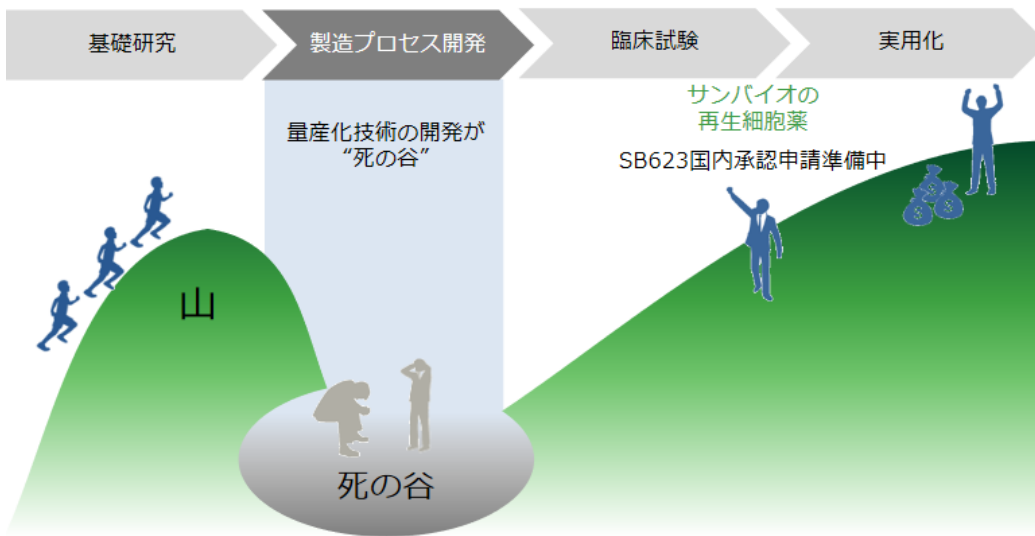 基礎研究
製造プロセス開発
臨床試験
実用化
量産化技術の開発が
“死の谷”
サンバイオの
再生細胞薬
SB623国内承認申請準備中
山
死の谷
$
$
$